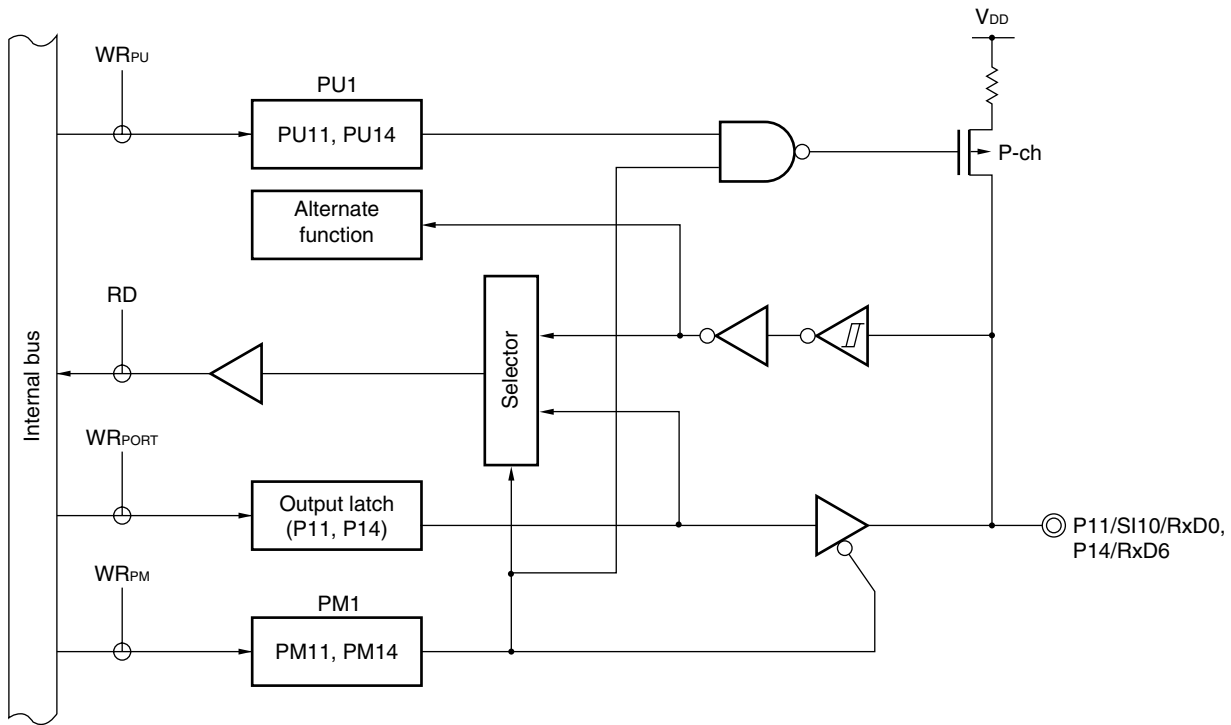 VDD
WRPU
PU1
PU11, PU14
P-ch
Alternate
function
RD
Internal bus
Selector
WRPORT
Output latch
(P11, P14)
P11/SI10/RxD0,
P14/RxD6
WRPM
PM1
PM11, PM14